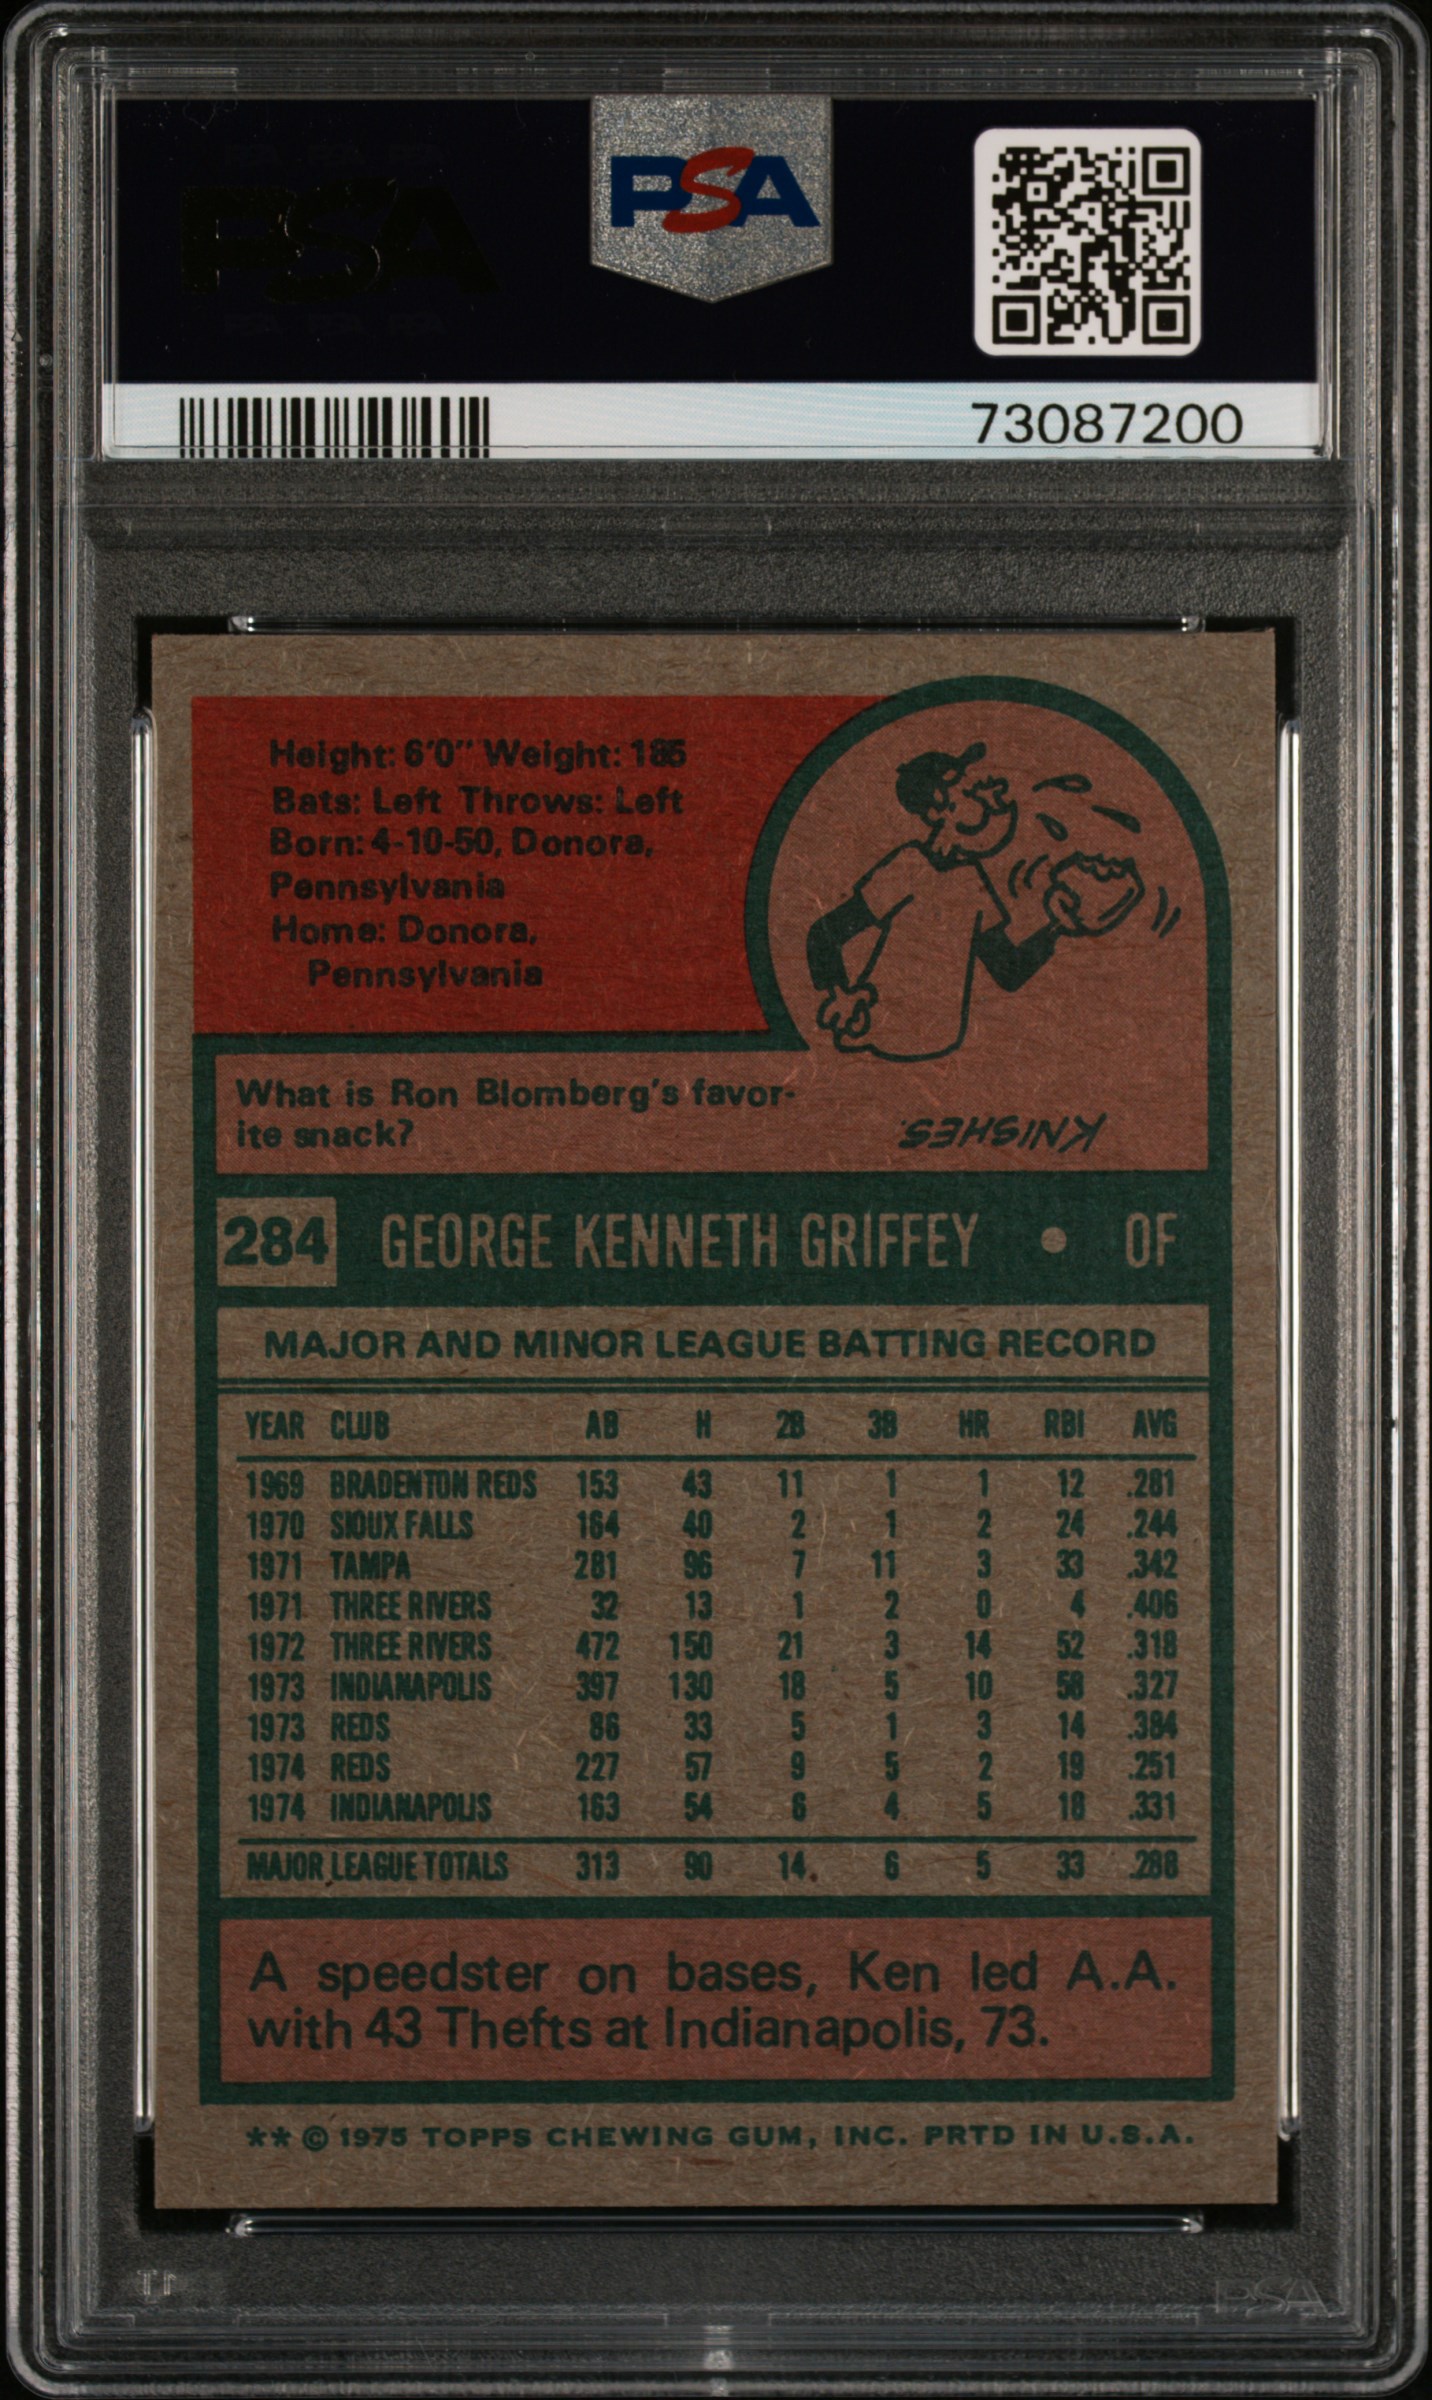 PSA
PSA
73087200
Height: 6'0" Weight: 185
Bats: Left Throws: Left
Born: 4-10-50, Donora,
Pennsylvania
Home: Donora,
Pennsylvania
What is Ron Blomberg's favor-
ite snack?
KNISHES.
284 GEORGE KENNETH GRIFFEY • OF
MAJOR AND MINOR LEAGUE BATTING RECORD
YEAR CLUB AB H 2B 3B HR RBI AVG
1969 BRADENTON REDS 153 43 11 1 1 12 .281
1970 SIOUX FALLS 164 40 2 1 2 24 .244
1971 TAMPA 281 96 7 11 3 33 .342
1971 THREE RIVERS 32 13 1 2 0 4 .406
1972 THREE RIVERS 472 150 21 3 14 52 .318
1973 INDIANAPOLIS 397 130 18 5 10 58 .327
1973 REDS 86 33 5 1 3 14 .384
1974 REDS 227 57 9 5 2 19 .251
1974 INDIANAPOLIS 163 54 6 4 5 18 .331
MAJOR LEAGUE TOTALS 313 90 14 6 5 33 .288
A speedster on bases, Ken led A.A.
with 43 Thefts at Indianapolis, 73.
** © 1975 TOPPS CHEWING GUM, INC. PRTD IN U.S.A.
PSA